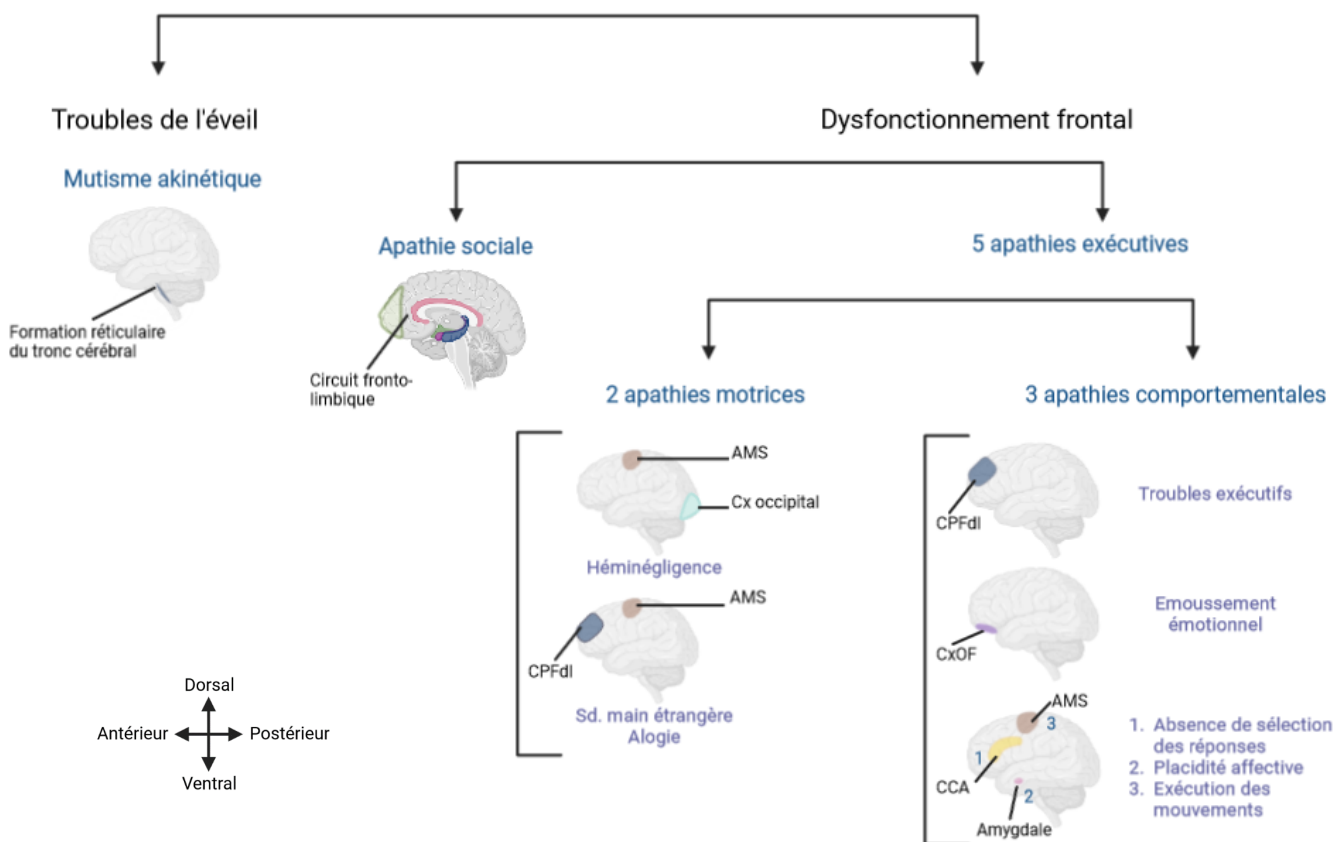 Troubles de l'éveil
Dysfonctionnement frontal
Mutisme akinétique
Formation réticulaire
du tronc cérébral
Apathie sociale
5 apathies exécutives
Circuit fronto-
limbique
2 apathies motrices
3 apathies comportementales
AMS
Cx occipital
Héminégligence
AMS
CPFdl
Sd. main étrangère
Alogie
CPFdl
Troubles exécutifs
CxOF
Emoussement
émotionnel
AMS
3
1
CCA
2
Amygdale
1. Absence de sélection
des réponses
2. Placidité affective
3. Exécution des
mouvements
Dorsal
Antérieur
Postérieur
Ventral